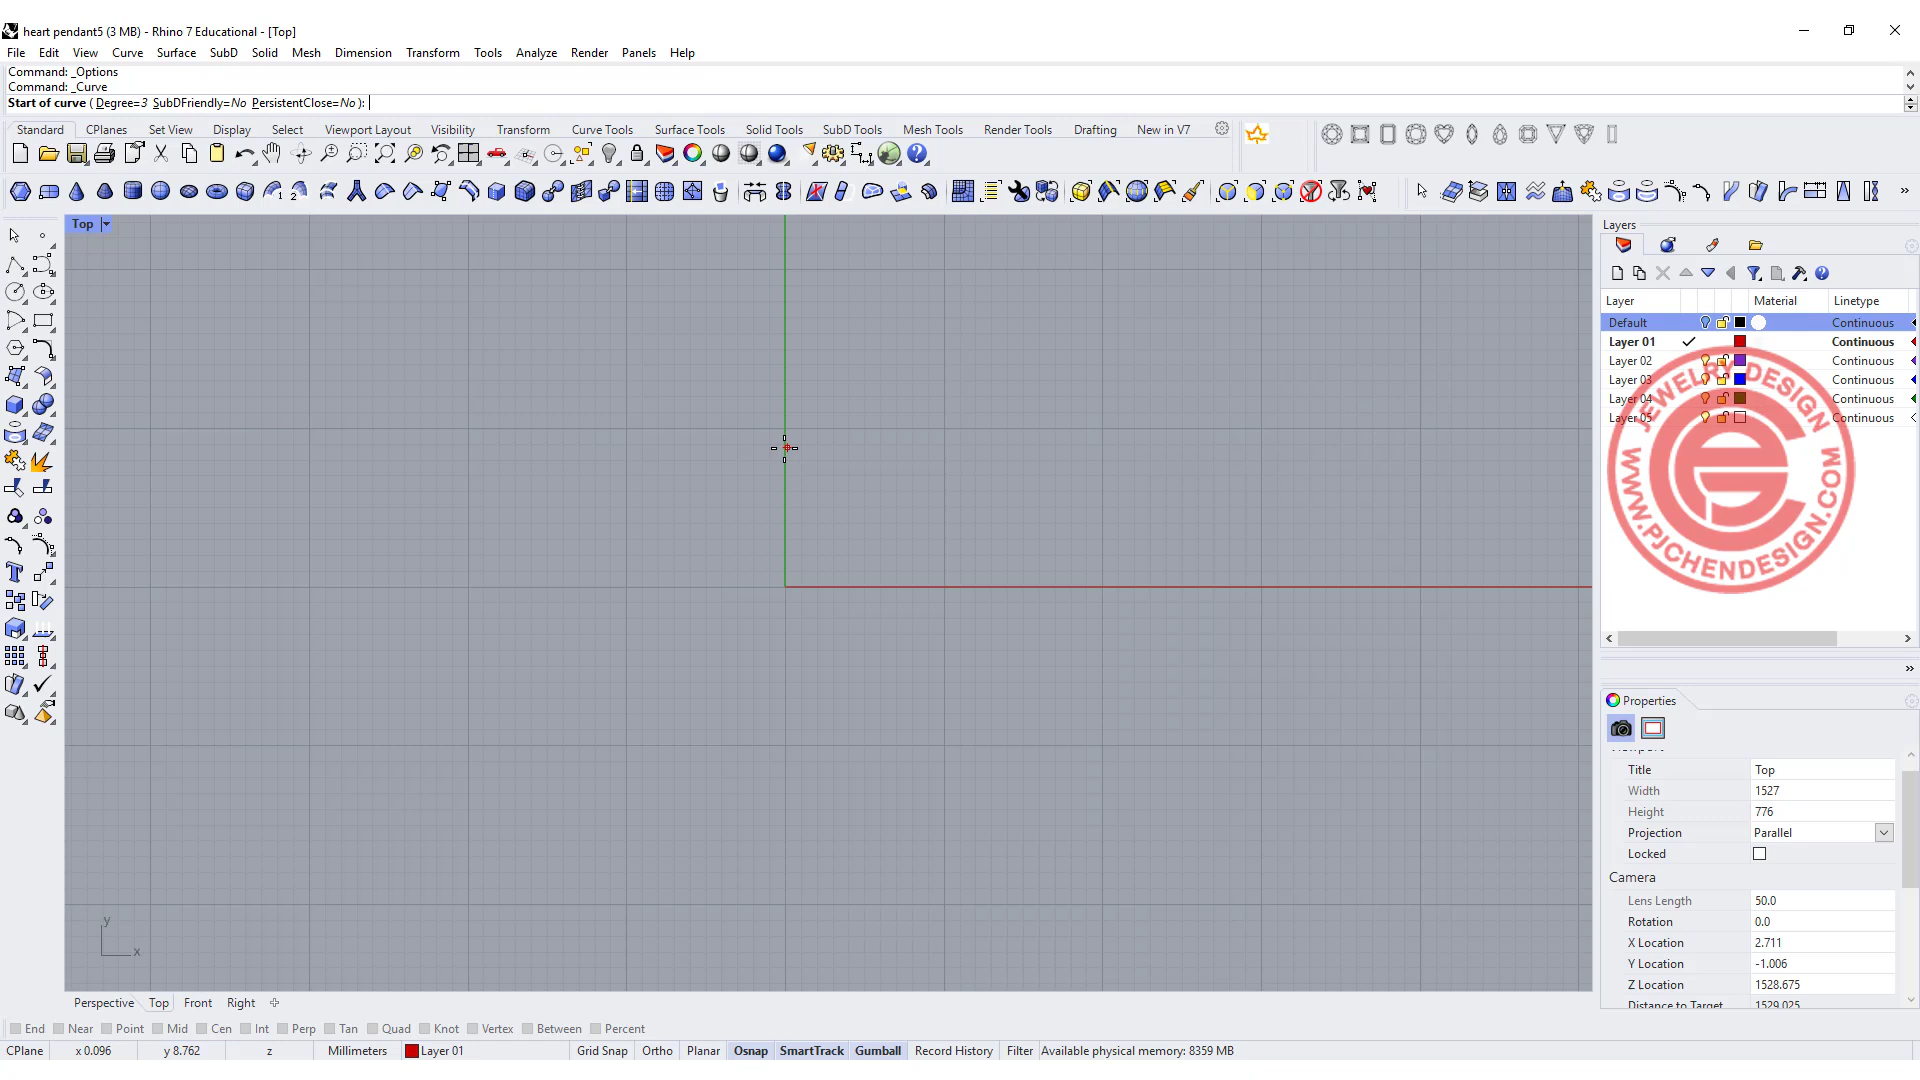 heart pendant5 (3 MB) - Rhino 7 Educational - [Top]
File Edit View Curve Surface SubD Solid Mesh Dimension Transform Tools Analyze Render Panels Help
Command: _Options
Command: _Curve
Start of curve ( Degree=3 SubDFriendly=No PersistentClose=No ):
Standard CPlanes Set View Display Select Viewport Layout Visibility Transform Curve Tools Surface Tools Solid Tools SubD Tools Mesh Tools Render Tools Drafting New in V7
Top
Layers
Layer Material Linetype
Default Continuous
Layer 01 Continuous
Layer 02 Continuous
Layer 03 Continuous
Layer 04 Continuous
Layer 05 Continuous
JEWELRY DESIGN
WWW.PJCHENDESIGN.COM
Properties
Viewport
Title Top
Width 1527
Height 776
Projection Parallel
Locked
Camera
Lens Length 50.0
Rotation 0.0
X Location 2.711
Y Location -1.006
Z Location 1528.675
Distance to Target 1529.025
y
x
Perspective Top Front Right
End Near Point Mid Cen Int Perp Tan Quad Knot Vertex Between Percent
CPlane x 0.096 y 8.762 z Millimeters Layer 01 Grid Snap Ortho Planar Osnap SmartTrack Gumball Record History Filter Available physical memory: 8359 MB